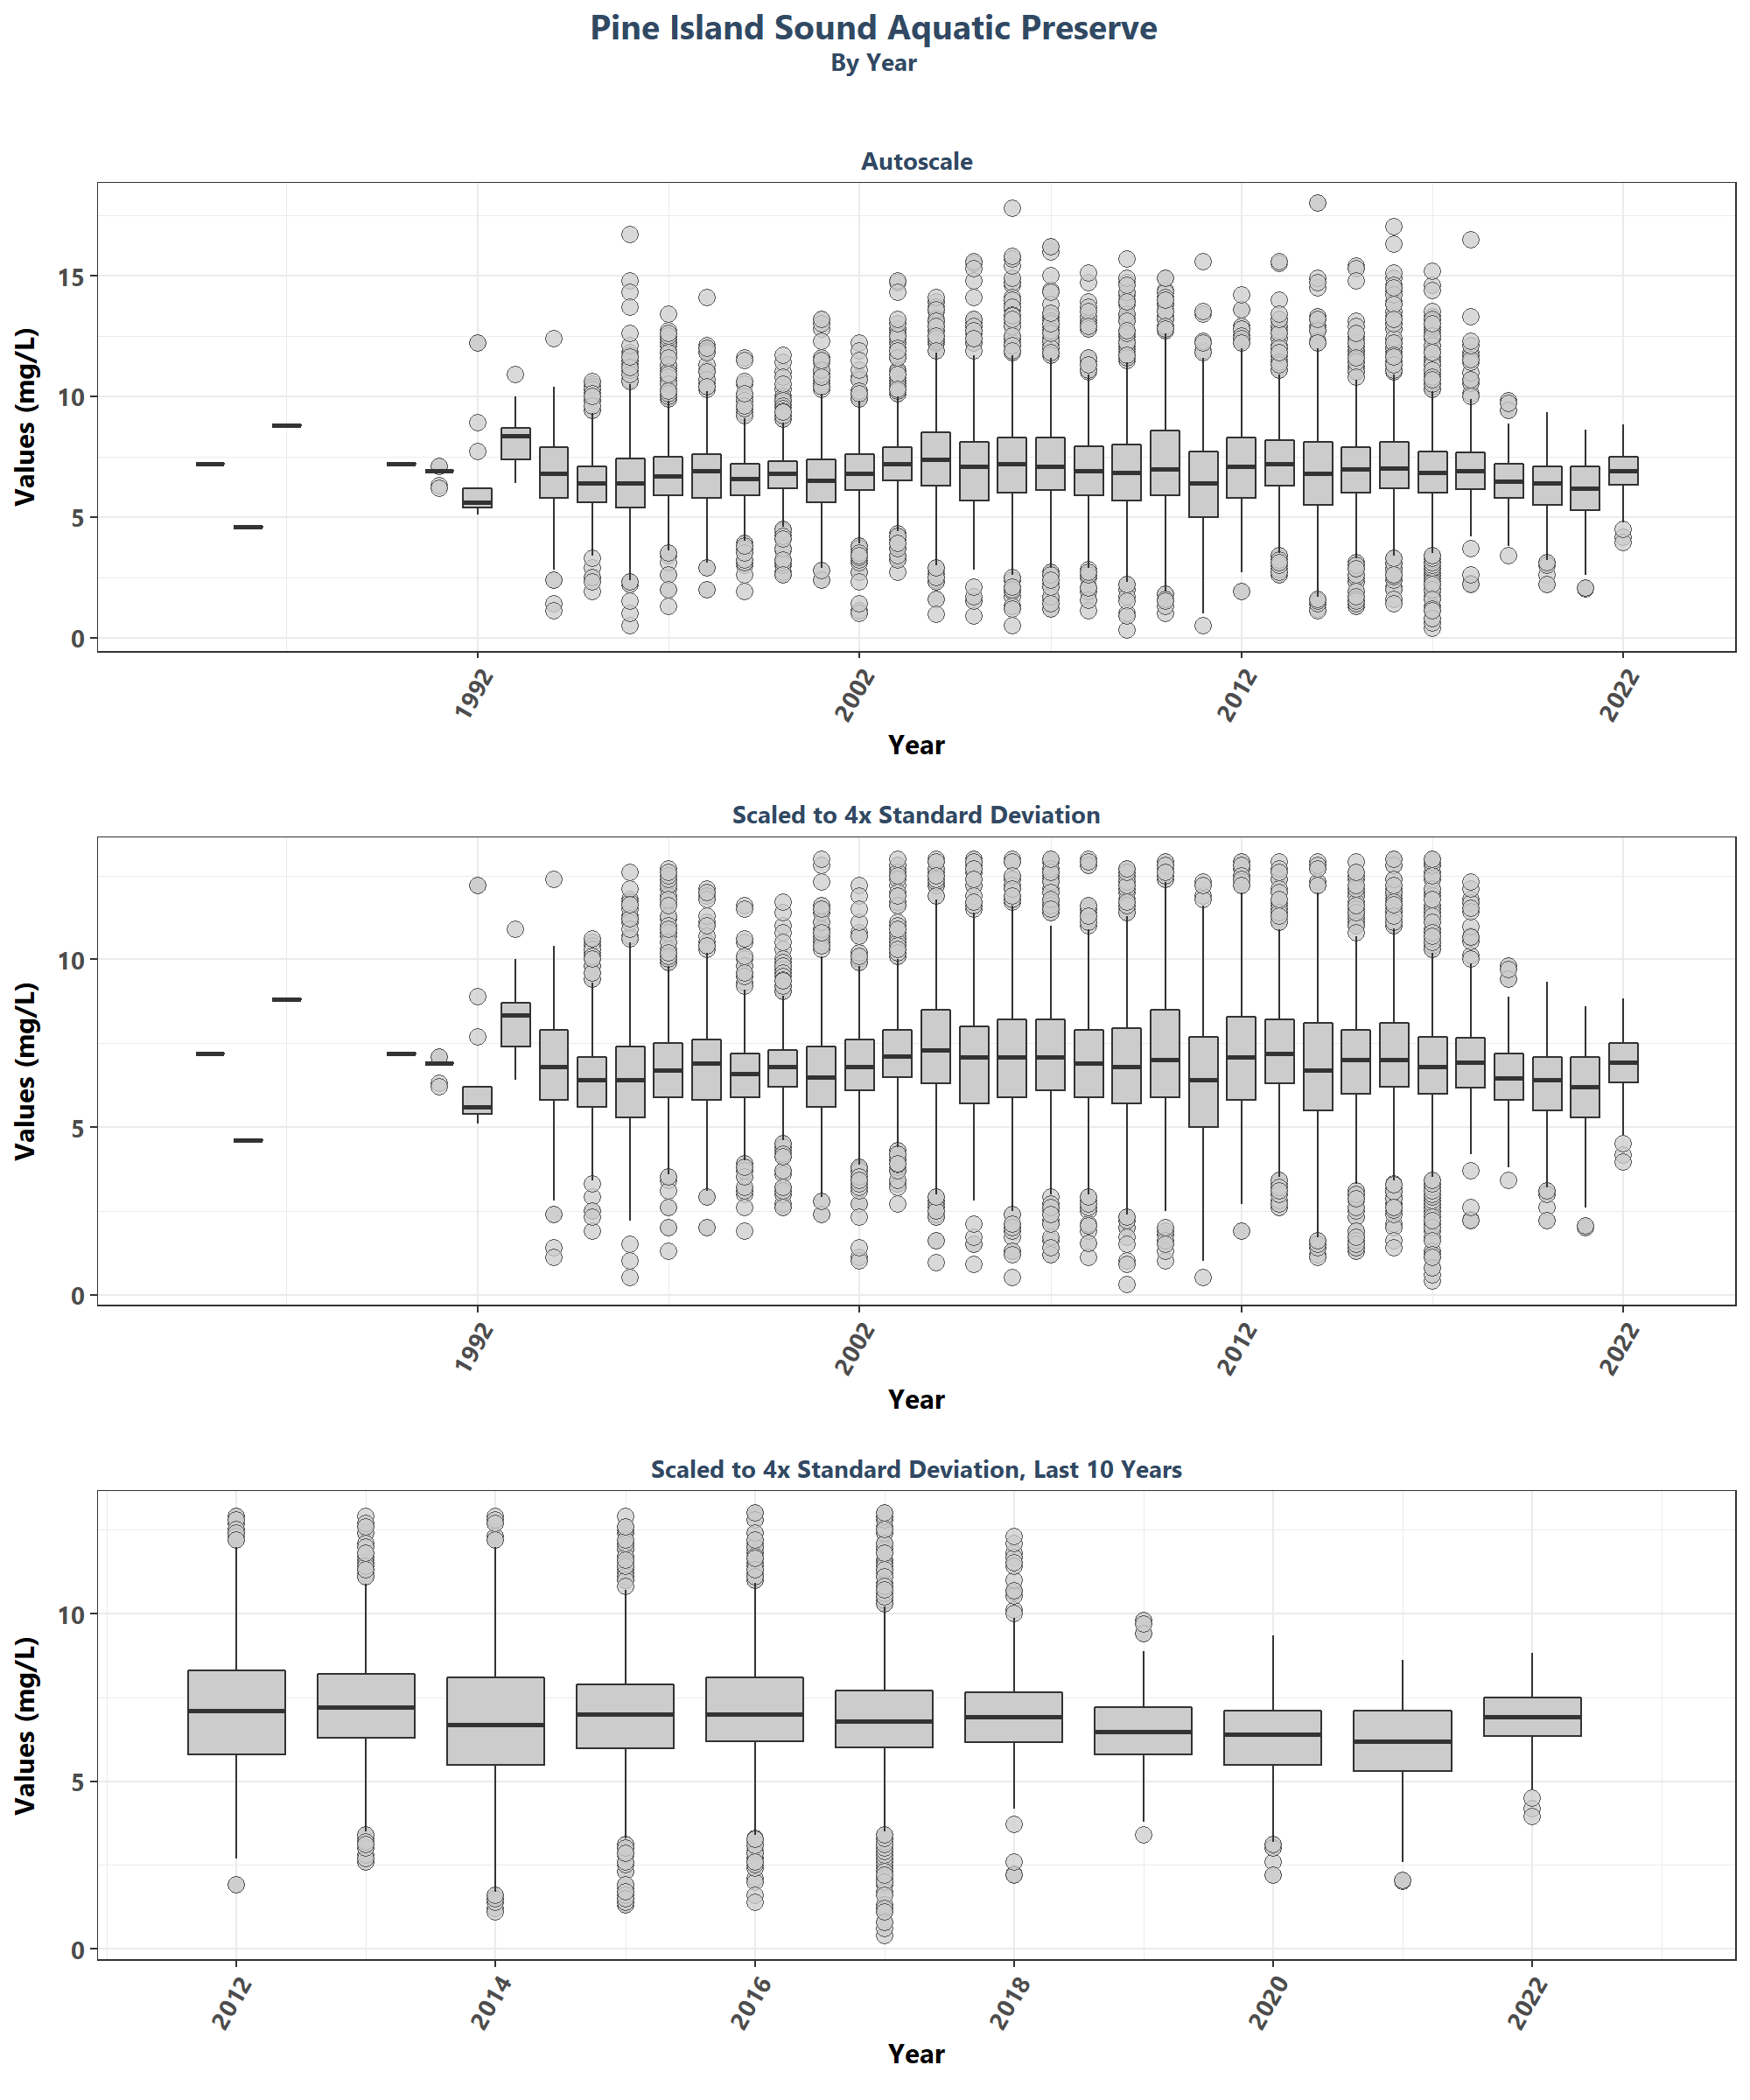 Pine Island Sound Aquatic Preserve
By Year
Autoscale
Values (mg/L)
15
10
5
0
1992
2002
2012
2022
Year
Scaled to 4x Standard Deviation
Values (mg/L)
10
5
0
1992
2002
2012
2022
Year
Scaled to 4x Standard Deviation, Last 10 Years
Values (mg/L)
10
5
0
2012
2014
2016
2018
2020
2022
Year